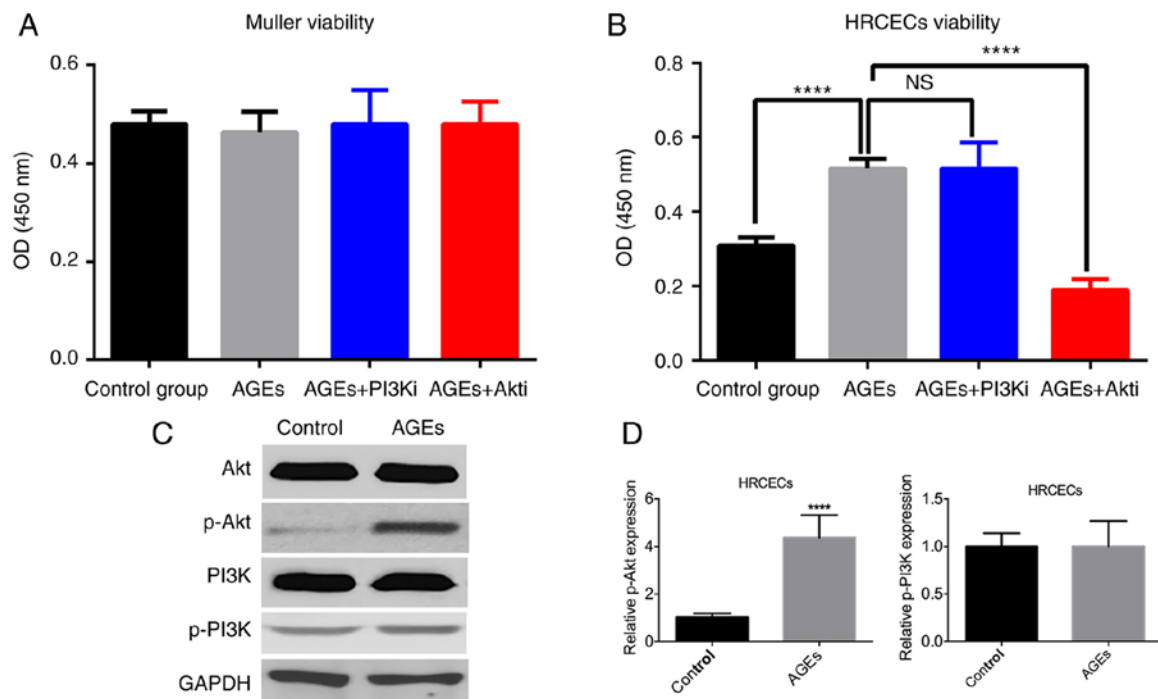 A
Muller viability
OD (450 nm)
0.6
0.4
0.2
0.0
Control group AGEs AGEs+PI3Ki AGEs+Akti
B
HRCECs viability
OD (450 nm)
0.8
0.6
0.4
0.2
0.0
****
NS
****
Control group AGEs AGEs+PI3Ki AGEs+Akti
C
Control AGEs
Akt
p-Akt
PI3K
p-PI3K
GAPDH
D
HRCECs
Relative p-Akt expression
6
4
2
0
****
Control AGEs
HRCECs
Relative p-PI3K expression
1.5
1.0
0.5
0.0
Control AGEs